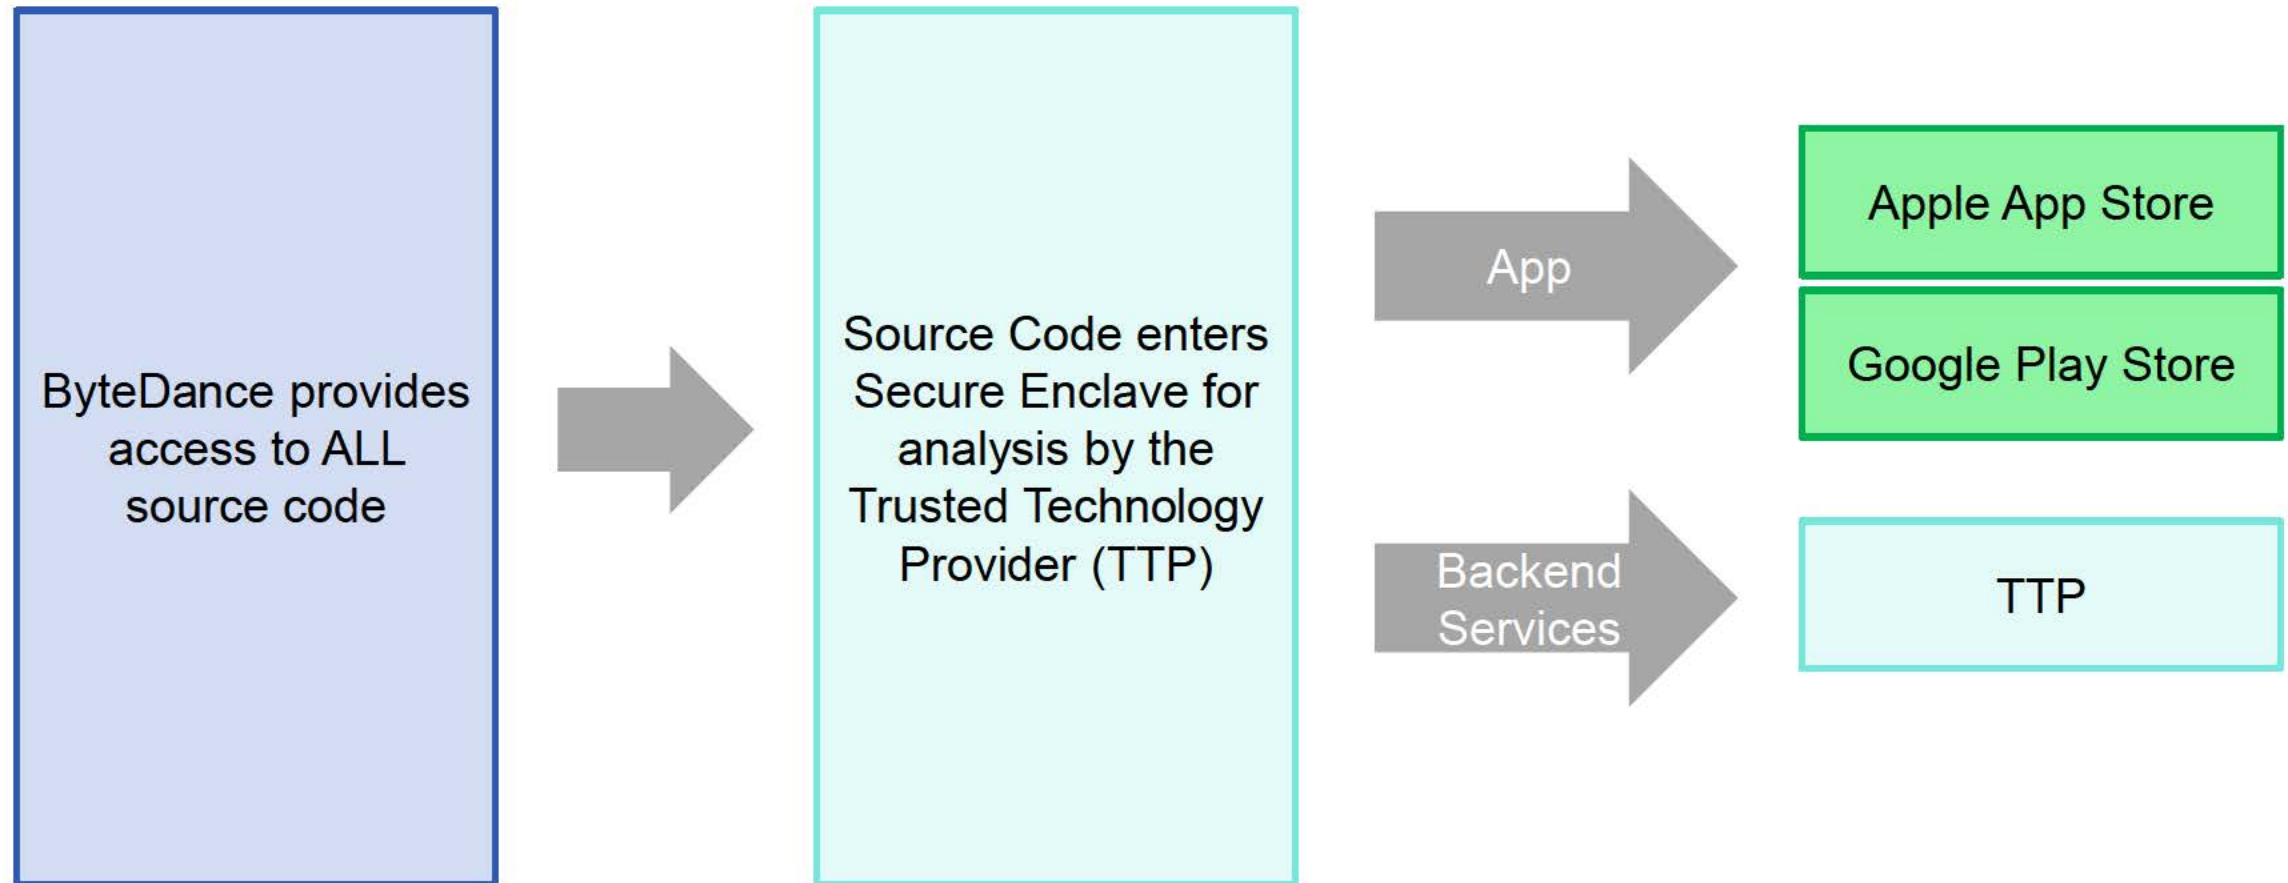 ByteDance provides
access to ALL
source code
Source Code enters
Secure Enclave for
analysis by the
Trusted Technology
Provider (TTP)
App
Backend
Services
Apple App Store
Google Play Store
TTP